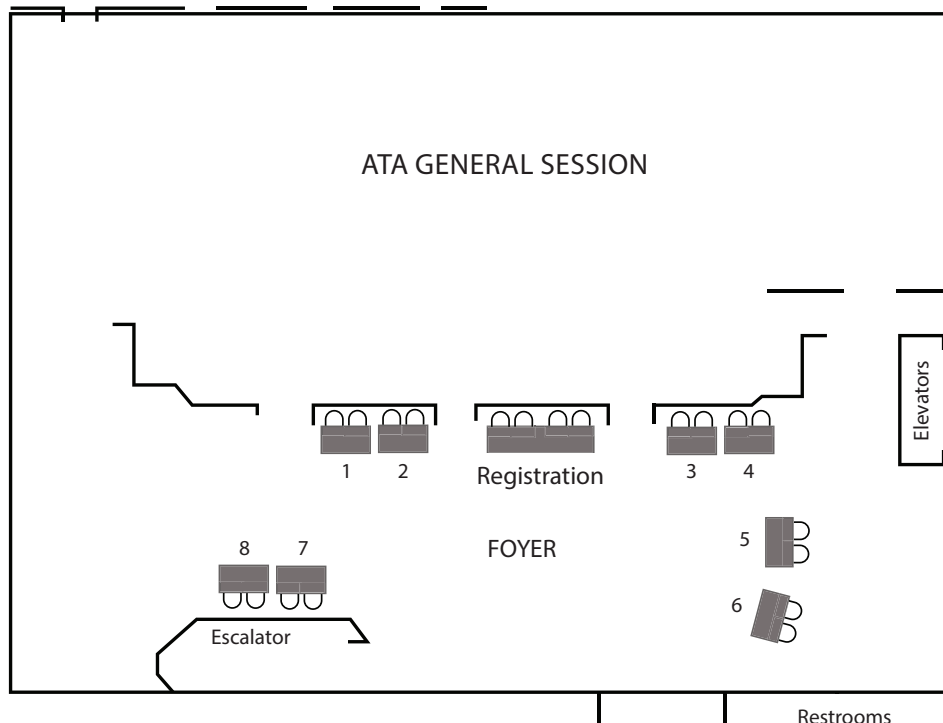 ATA GENERAL SESSION
Elevators
1
2
Registration
3
4
8
7
FOYER
5
6
Escalator
Restrooms